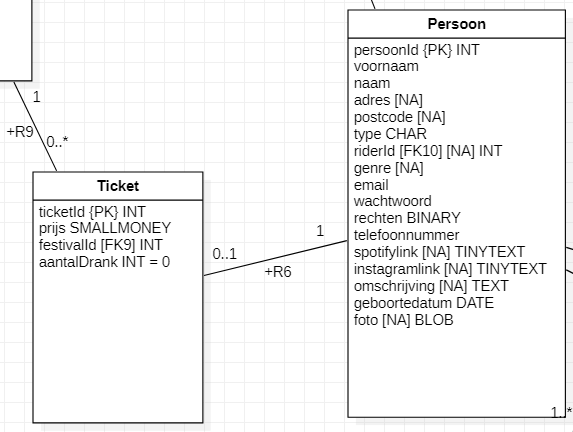 Persoon
persoonId {PK} INT
voornaam
naam
adres [NA]
postcode [NA]
type CHAR
riderId [FK10] [NA] INT
genre [NA]
email
wachtwoord
rechten BINARY
telefoonnummer
spotifylink [NA] TINYTEXT
instagramlink [NA] TINYTEXT
omschrijving [NA] TEXT
geboortedatum DATE
foto [NA] BLOB
1..*
1
+R9
0..*
Ticket
ticketId {PK} INT
prijs SMALLMONEY
festivalId [FK9] INT
aantalDrank INT = 0
0..1
1
+R6